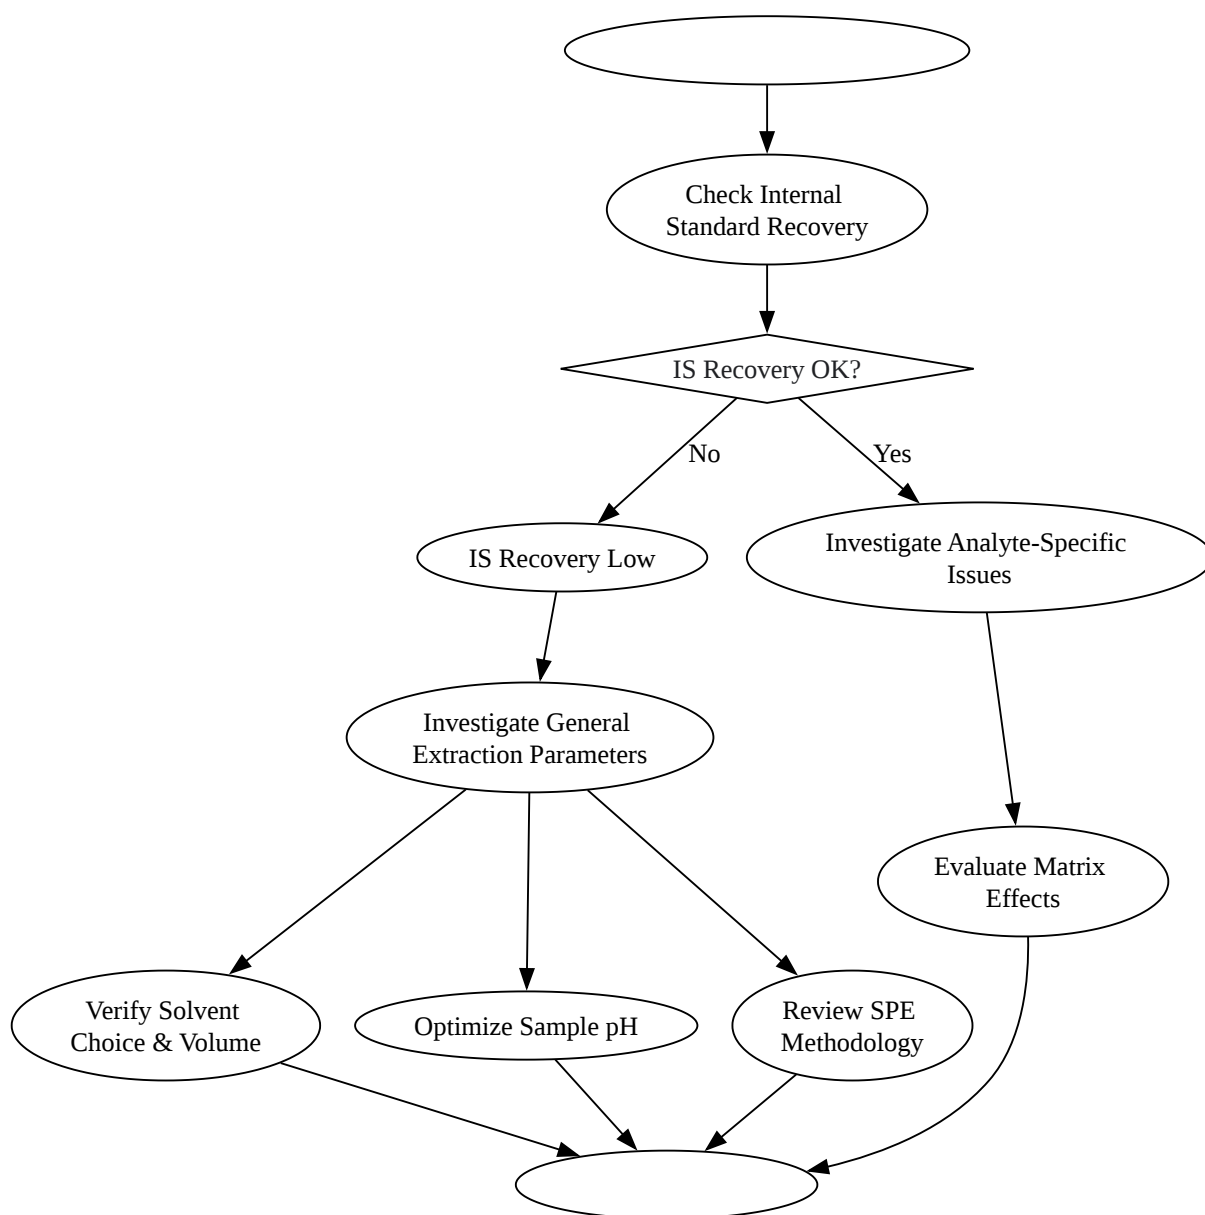 Check Internal
Standard Recovery
IS Recovery OK?
No
Yes
IS Recovery Low
Investigate Analyte-Specific
Issues
Investigate General
Extraction Parameters
Evaluate Matrix
Effects
Verify Solvent
Choice & Volume
Optimize Sample pH
Review SPE
Methodology